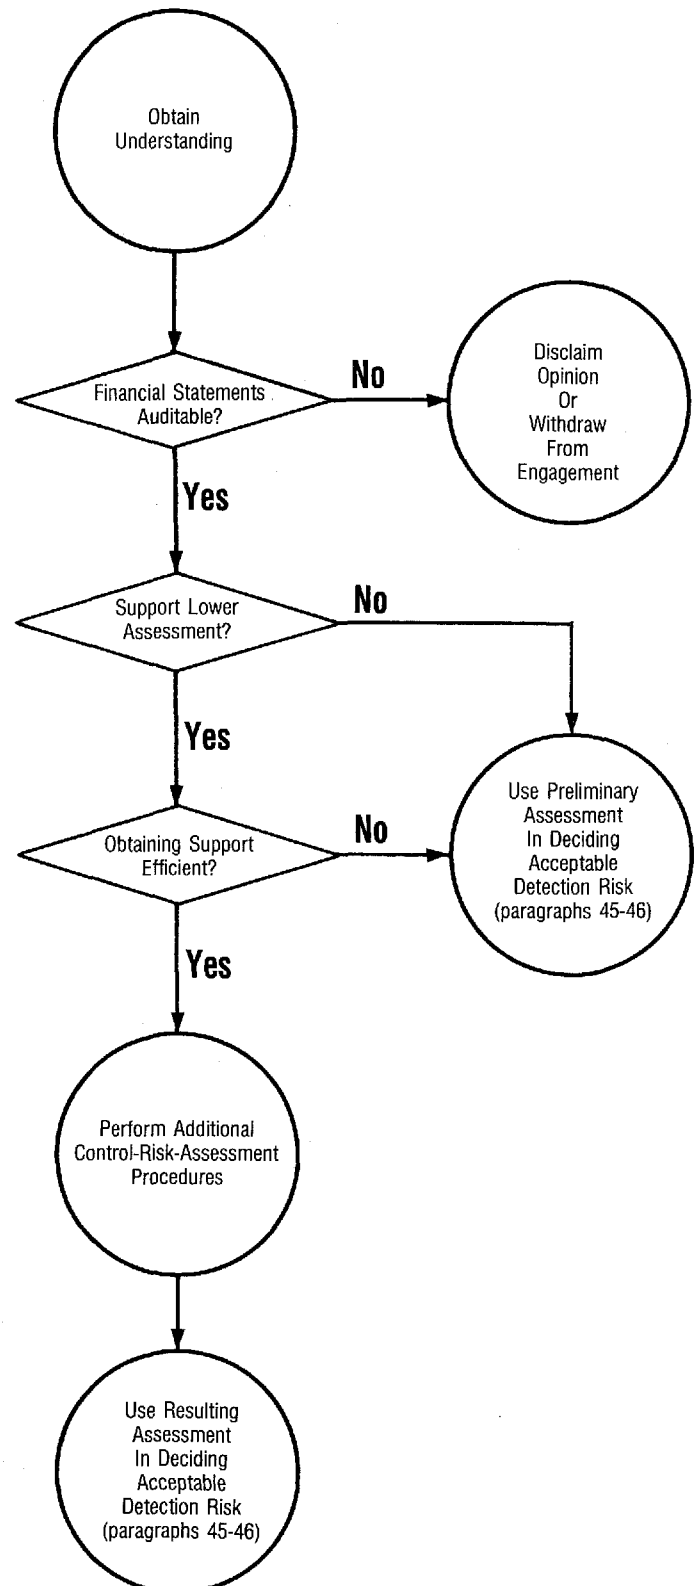 Obtain
Understanding
Financial Statements
Auditable?
No
Disclaim
Opinion
Or
Withdraw
From
Engagement
Yes
Support Lower
Assessment?
No
Yes
Obtaining Support
Efficient?
No
Use Preliminary
Assessment
In Deciding
Acceptable
Detection Risk
(paragraphs 45-46)
Yes
Perform Additional
Control-Risk-Assessment
Procedures
Use Resulting
Assessment
In Deciding
Acceptable
Detection Risk
(paragraphs 45-46)